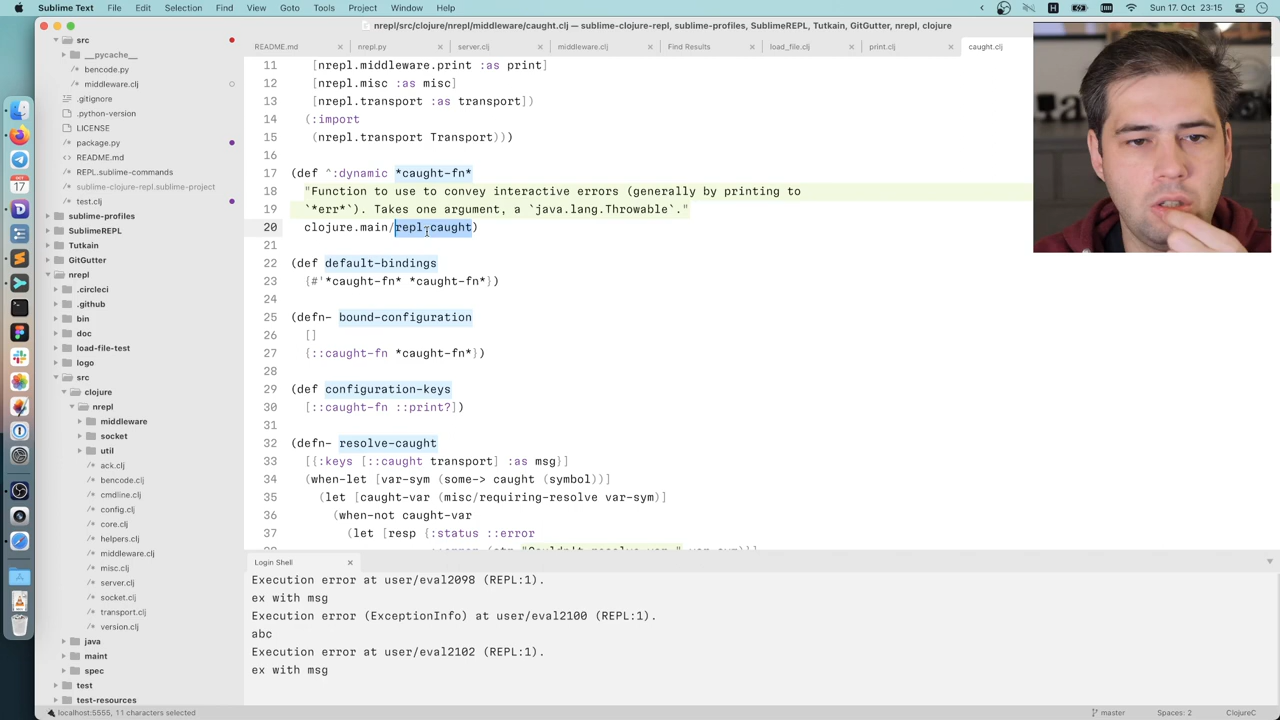 Sublime Text File Edit Selection Find View Goto Tools Project Window Help Sun 17. Oct 23:15
nrepl/src/clojure/nrepl/middleware/caught.clj — sublime-clojure-repl, sublime-profiles, SublimeREPL, Tutkain, GitGutter, nrepl, clojure
README.md nrepl.py server.clj middleware.clj Find Results load_file.clj print.clj caught.clj
src
__pycache__
bencode.py
middleware.clj
.gitignore
.python-version
LICENSE
package.py
README.md
REPL.sublime-commands
sublime-clojure-repl.sublime-project
test.clj
sublime-profiles
SublimeREPL
Tutkain
GitGutter
nrepl
.circleci
.github
bin
doc
load-file-test
logo
src
clojure
nrepl
middleware
socket
util
ack.clj
bencode.clj
cmdline.clj
config.clj
core.clj
helpers.clj
middleware.clj
misc.clj
server.clj
socket.clj
transport.clj
version.clj
java
maint
spec
test
test-resources
11 [nrepl.middleware.print :as print]
12 [nrepl.misc :as misc]
13 [nrepl.transport :as transport])
14 (:import
15 (nrepl.transport Transport)))
16
17 (def ^:dynamic *caught-fn*
18 "Function to use to convey interactive errors (generally by printing to
19 `*err*`). Takes one argument, a `java.lang.Throwable`."
20 clojure.main/repl-caught)
21
22 (def default-bindings
23 {#'*caught-fn* *caught-fn*})
24
25 (defn- bound-configuration
26 []
27 {::caught-fn *caught-fn*})
28
29 (def configuration-keys
30 [::caught-fn ::print?])
31
32 (defn- resolve-caught
33 [{:keys [::caught transport] :as msg}]
34 (when-let [var-sym (some-> caught (symbol))]
35 (let [caught-var (misc/requiring-resolve var-sym)]
36 (when-not caught-var
37 (let [resp {:status ::error
Login Shell
Execution error at user/eval2098 (REPL:1).
ex with msg
Execution error (ExceptionInfo) at user/eval2100 (REPL:1).
abc
Execution error at user/eval2102 (REPL:1).
ex with msg
localhost:5555, 11 characters selected master Spaces: 2 ClojureC